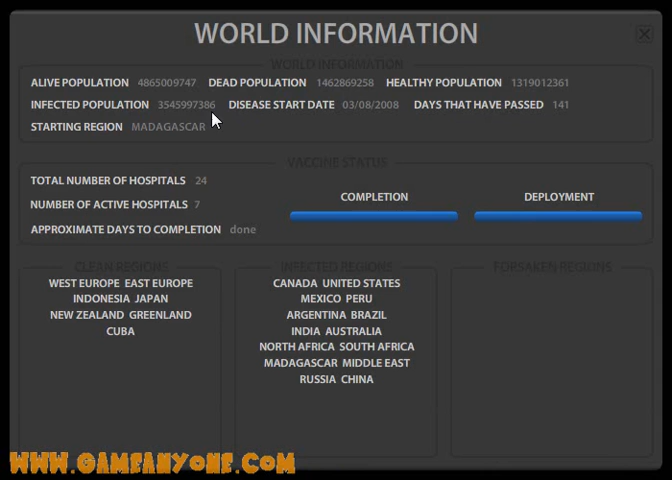 WORLD INFORMATION
WORLD INFORMATION
ALIVE POPULATION 4865009747 DEAD POPULATION 1462869258 HEALTHY POPULATION 1319012361
INFECTED POPULATION 3545997386 DISEASE START DATE 03/08/2008 DAYS THAT HAVE PASSED 141
STARTING REGION MADAGASCAR
VACCINE STATUS
TOTAL NUMBER OF HOSPITALS 24
COMPLETION DEPLOYMENT
NUMBER OF ACTIVE HOSPITALS 7
APPROXIMATE DAYS TO COMPLETION done
CLEAN REGIONS
WEST EUROPE EAST EUROPE
INDONESIA JAPAN
NEW ZEALAND GREENLAND
CUBA
INFECTED REGIONS
CANADA UNITED STATES
MEXICO PERU
ARGENTINA BRAZIL
INDIA AUSTRALIA
NORTH AFRICA SOUTH AFRICA
MADAGASCAR MIDDLE EAST
RUSSIA CHINA
FORSAKEN REGIONS
WWW.GAMEANYONE.COM